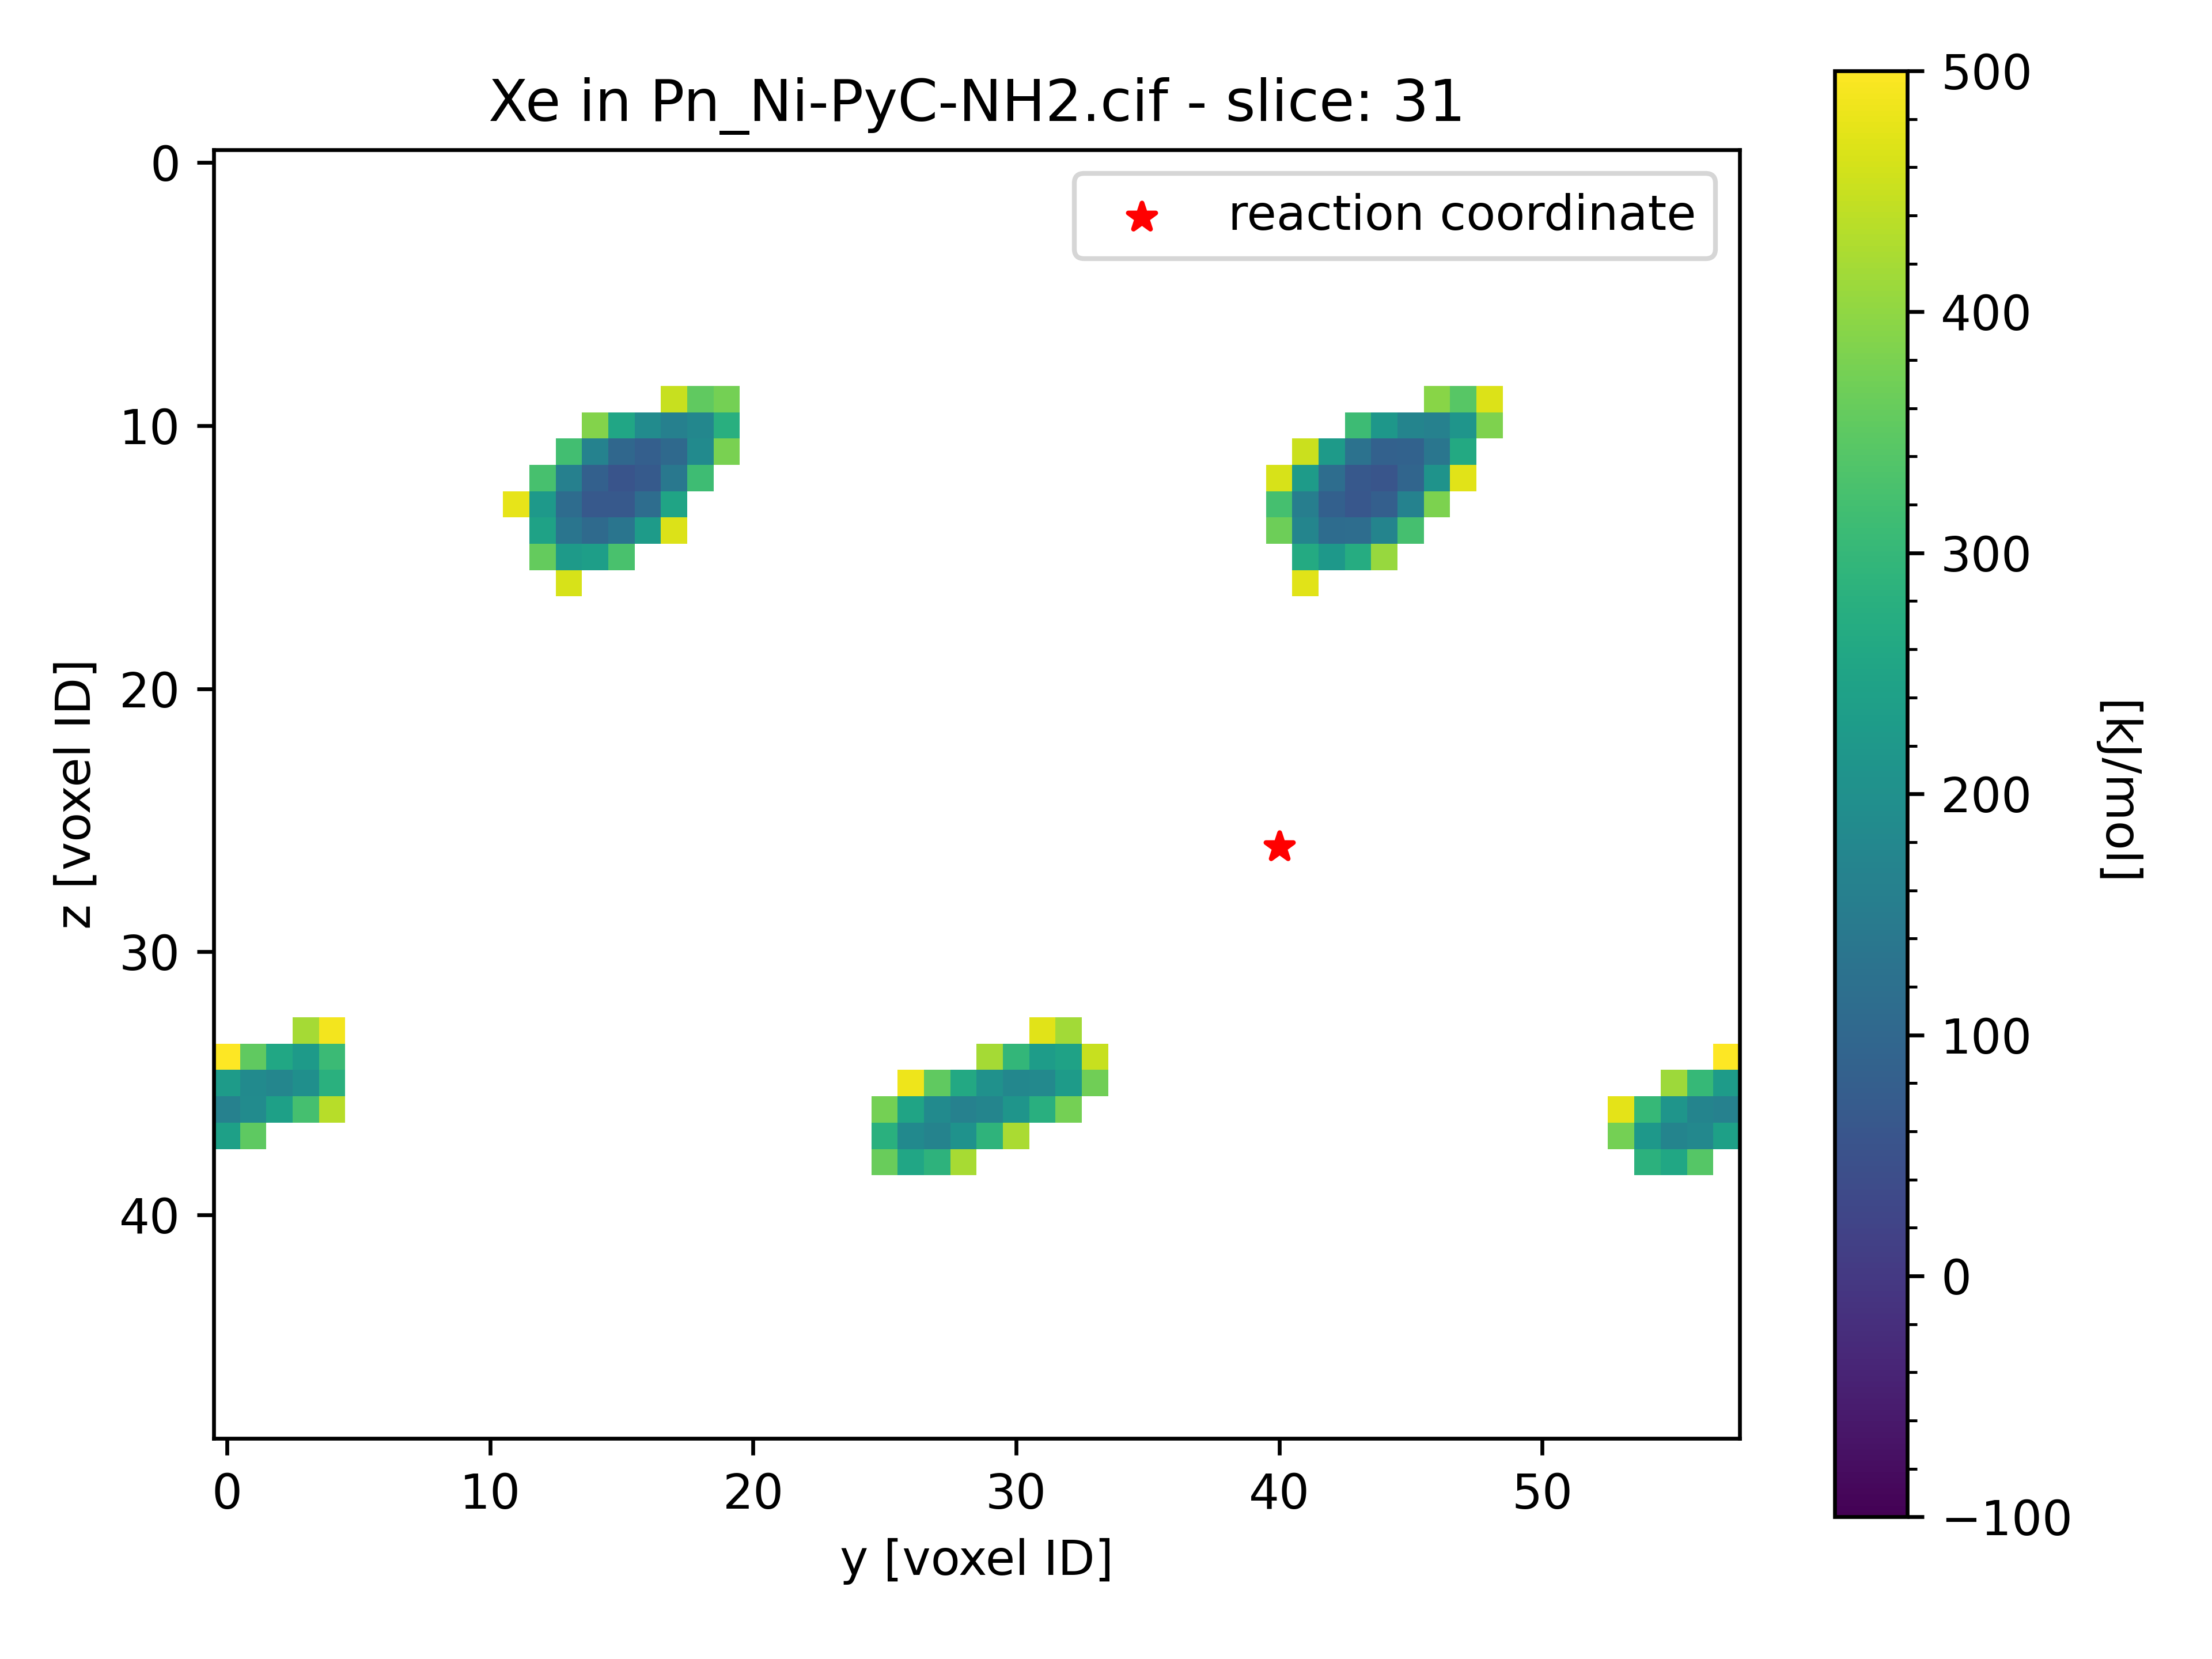 Xe in Pn_Ni-PyC-NH2.cif - slice: 31
reaction coordinate
0
10
20
30
40
z [voxel ID]
0 10 20 30 40 50
y [voxel ID]
500
400
300
200
100
0
−100
[kJ/mol]